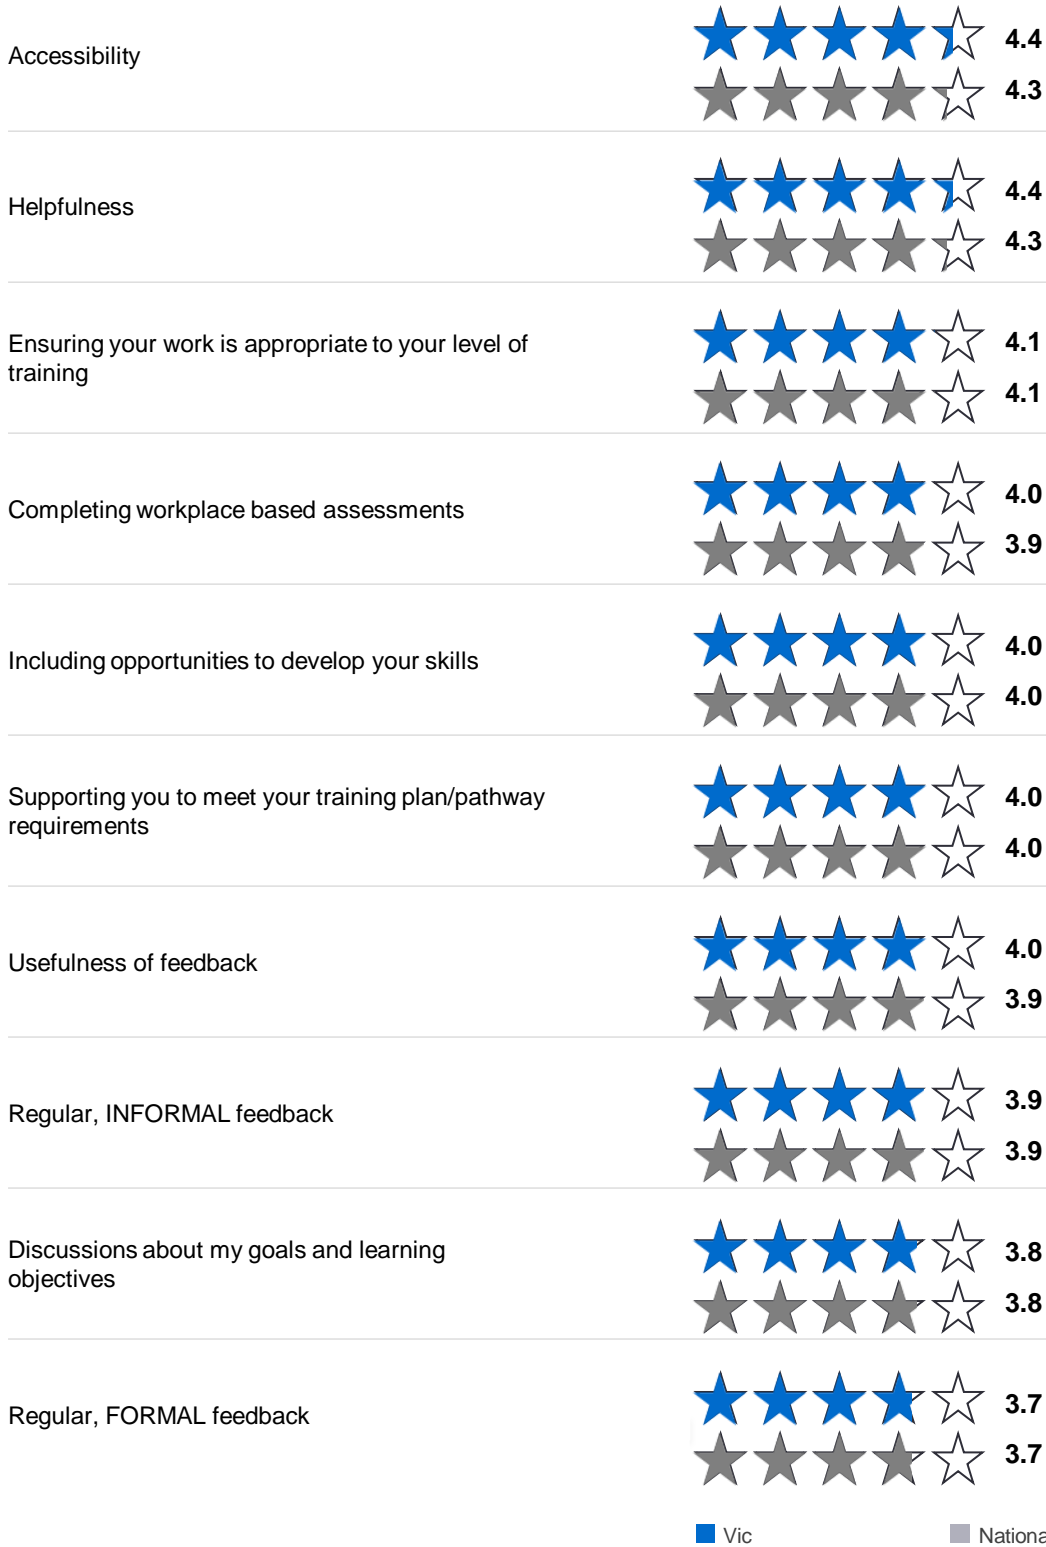 Accessibility
4.4
4.3
Helpfulness
4.4
4.3
Ensuring your work is appropriate to your level of
training
4.1
4.1
Completing workplace based assessments
4.0
3.9
Including opportunities to develop your skills
4.0
4.0
Supporting you to meet your training plan/pathway
requirements
4.0
4.0
Usefulness of feedback
4.0
3.9
Regular, INFORMAL feedback
3.9
3.9
Discussions about my goals and learning
objectives
3.8
3.8
Regular, FORMAL feedback
3.7
3.7
Vic Nationa